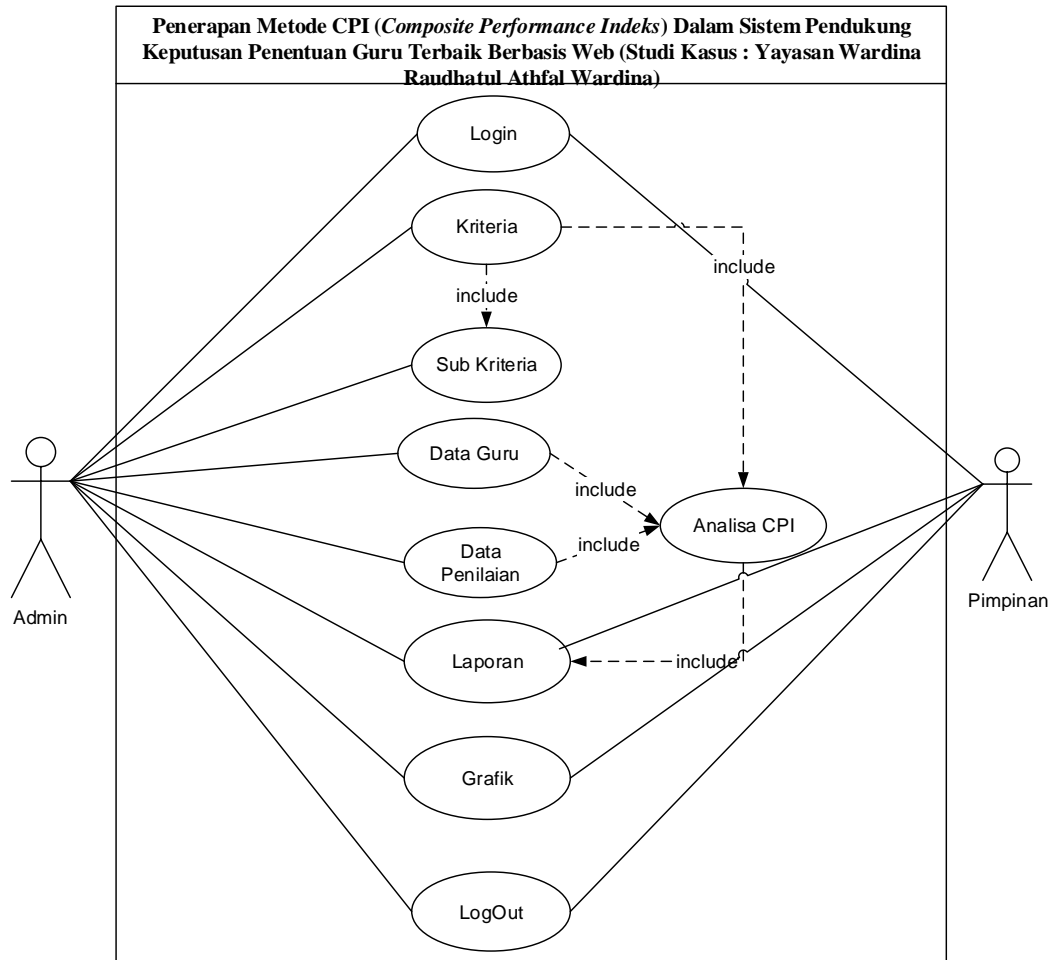 Penerapan Metode CPI (Composite Performance Indeks) Dalam Sistem Pendukung
Keputusan Penentuan Guru Terbaik Berbasis Web (Studi Kasus : Yayasan Wardina
Raudhatul Athfal Wardina)
Login
Kriteria
include
include
Sub Kriteria
Data Guru
include
Analisa CPI
Data
Penilaian
include
Admin
Pimpinan
Laporan
include
Grafik
LogOut